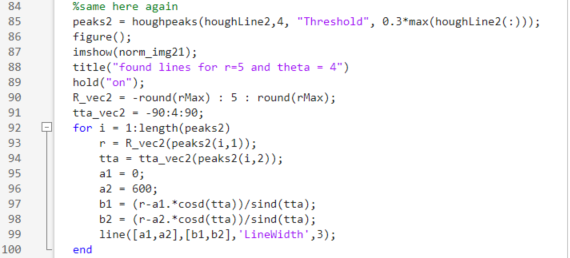 84 %same here again
85 peaks2 = houghpeaks(houghLine2,4, "Threshold", 0.3*max(houghLine2(:)));
86 figure();
87 imshow(norm_img21);
88 title("found lines for r=5 and theta = 4")
89 hold("on");
90 R_vec2 = -round(rMax) : 5 : round(rMax);
91 tta_vec2 = -90:4:90;
92 for i = 1:length(peaks2)
93 r = R_vec2(peaks2(i,1));
94 tta = tta_vec2(peaks2(i,2));
95 a1 = 0;
96 a2 = 600;
97 b1 = (r-a1.*cosd(tta))/sind(tta);
98 b2 = (r-a2.*cosd(tta))/sind(tta);
99 line([a1,a2],[b1,b2],'LineWidth',3);
100 end